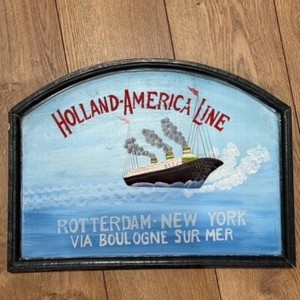 HOLLAND-AMERICA LINE
ROTTERDAM-NEW YORK
VIA BOULOGNE SUR MER